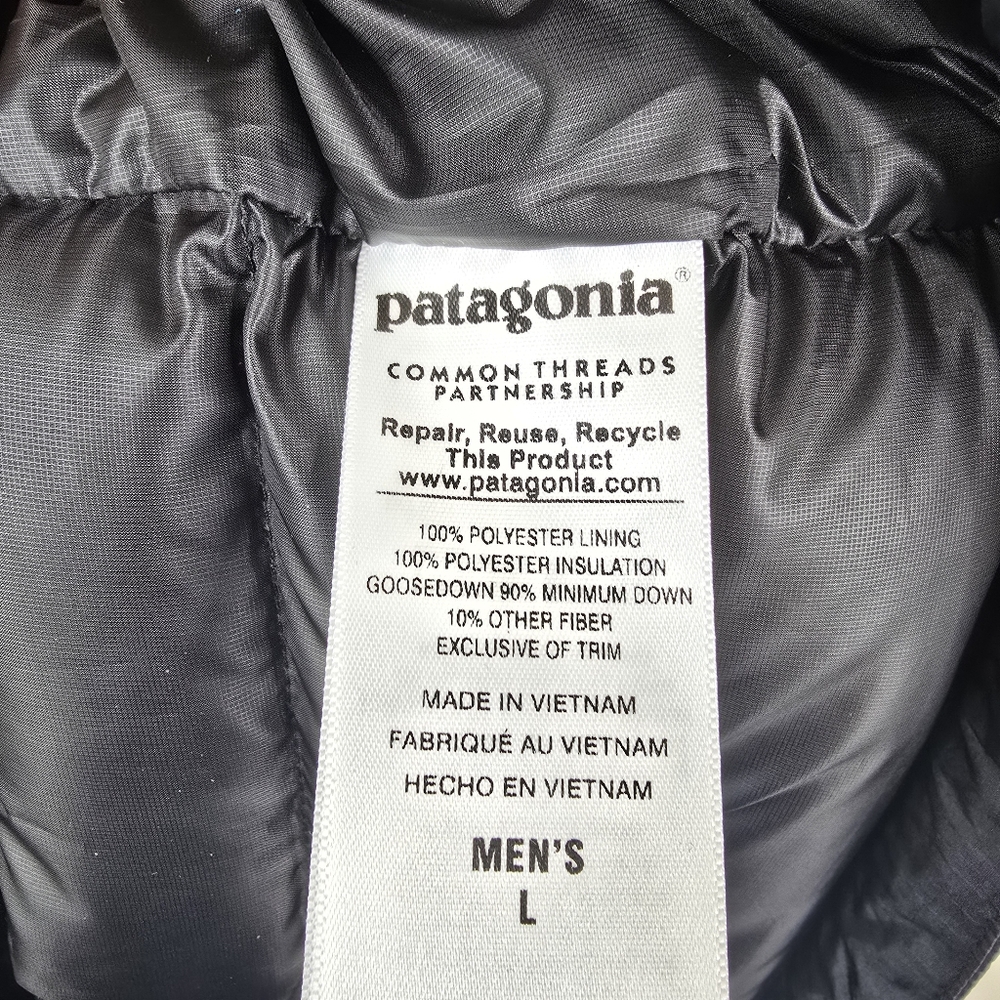 patagonia®
COMMON THREADS
PARTNERSHIP
Repair, Reuse, Recycle
This Product
www.patagonia.com
100% POLYESTER LINING
100% POLYESTER INSULATION
GOOSEDOWN 90% MINIMUM DOWN
10% OTHER FIBER
EXCLUSIVE OF TRIM
MADE IN VIETNAM
FABRIQUÉ AU VIETNAM
HECHO EN VIETNAM
MEN'S
L